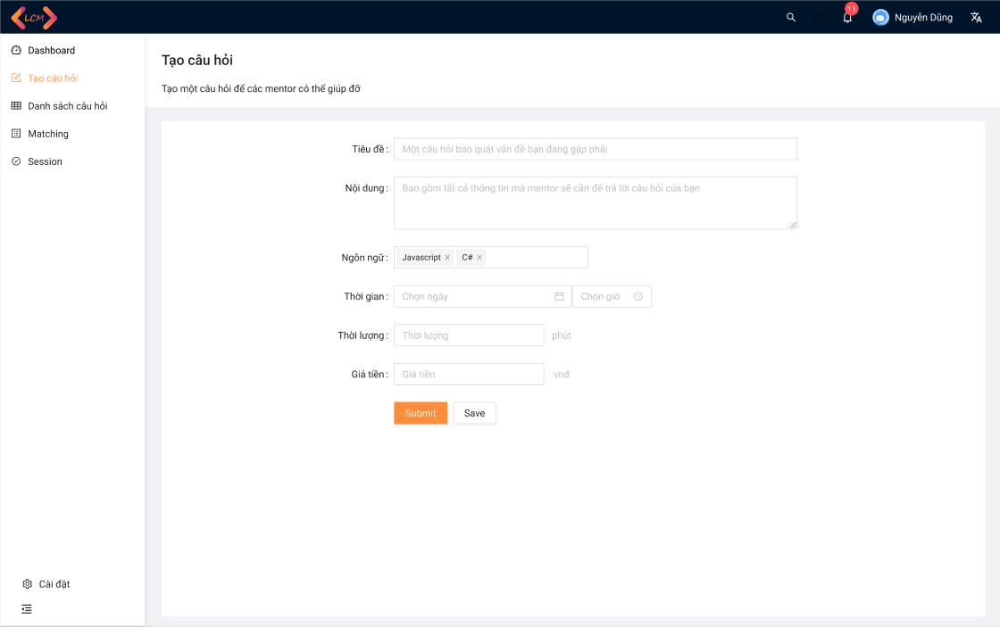 LCM
11
Nguyễn Dũng
Dashboard
Tạo câu hỏi
Danh sách câu hỏi
Matching
Session
Cài đặt
Tạo câu hỏi
Tạo một câu hỏi để các mentor có thể giúp đỡ
Tiêu đề : Một câu hỏi bao quát vấn đề bạn đang gặp phải
Nội dung : Bao gồm tất cả thông tin mà mentor sẽ cần để trả lời câu hỏi của bạn
Ngôn ngữ : Javascript C#
Thời gian : Chọn ngày Chọn giờ
Thời lượng : Thời lượng phút
Giá tiền : Giá tiền vnđ
Submit Save